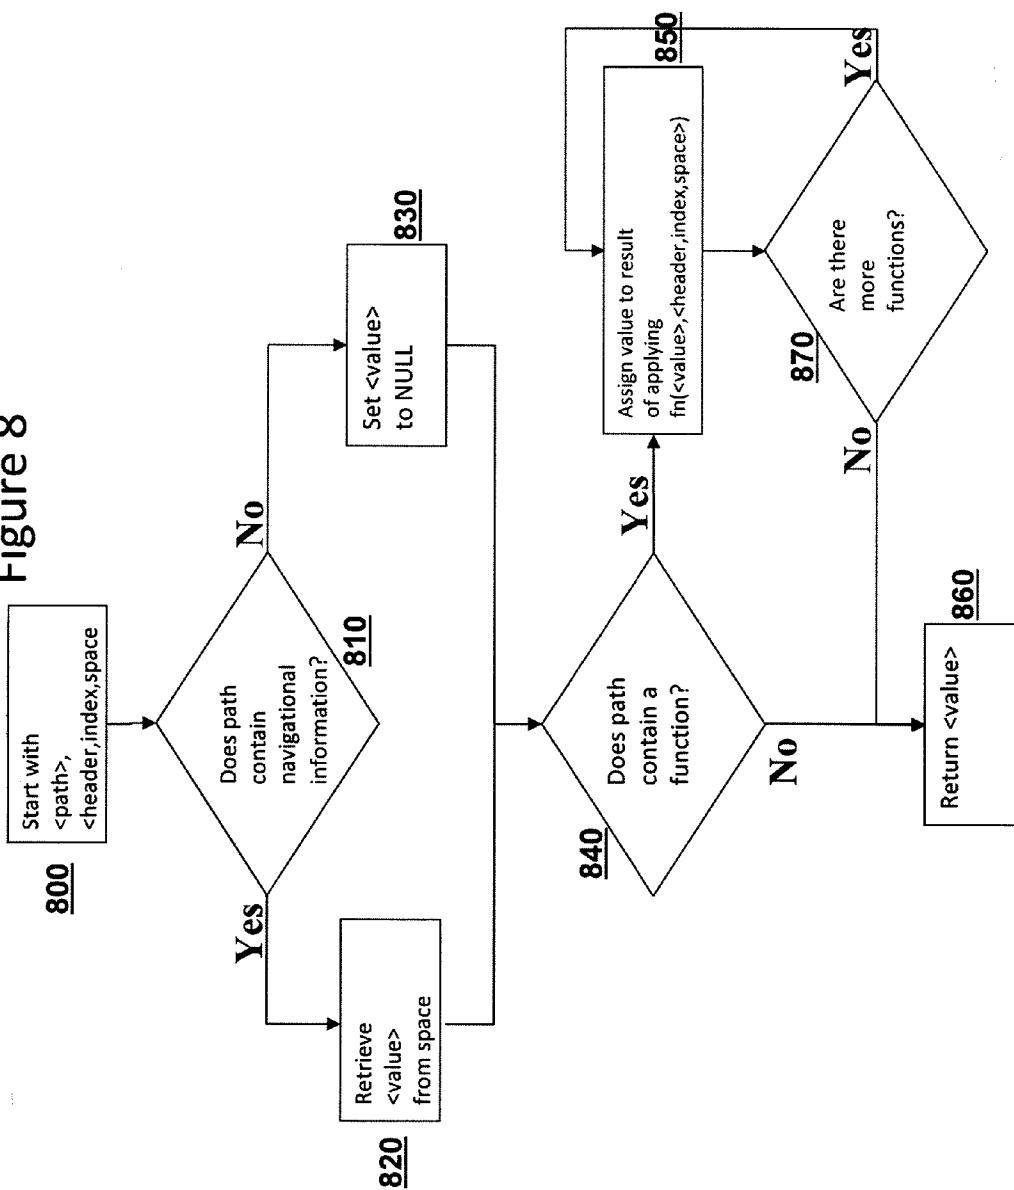 Figure 8
Start with
<path>,
<header,index,space
800
Does path
contain
navigational
information?
810
Yes
No
Retrieve
<value>
from space
820
Set <value>
to NULL
830
Does path
contain a
function?
840
Yes
No
Assign value to result
of applying
fn(<value>,<header,index,space>)
850
Are there
more
functions?
870
Yes
No
Return <value>
860